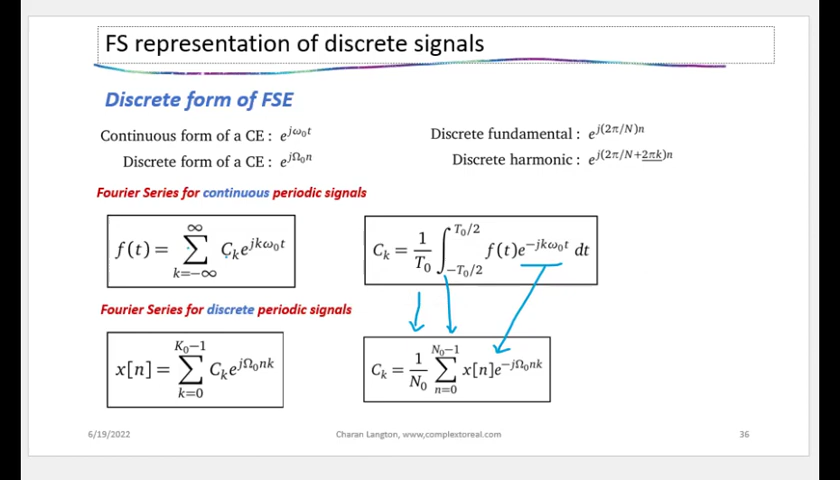 FS representation of discrete signals
Discrete form of FSE
Continuous form of a CE : e^{jω₀t}
Discrete form of a CE : e^{jΩ₀n}
Discrete fundamental : e^{j(2π/N)n}
Discrete harmonic : e^{j(2π/N+2πk)n}
Fourier Series for continuous periodic signals
f(t) = ∑_{k=−∞}^{∞} C_k e^{jkω₀t}
C_k = 1/T₀ ∫_{−T₀/2}^{T₀/2} f(t)e^{−jkω₀t} dt
Fourier Series for discrete periodic signals
x[n] = ∑_{k=0}^{K₀−1} C_k e^{jΩ₀nk}
C_k = 1/N₀ ∑_{n=0}^{N₀−1} x[n]e^{−jΩ₀nk}
6/19/2022
Charan Langton, www,complextoreal.com
36